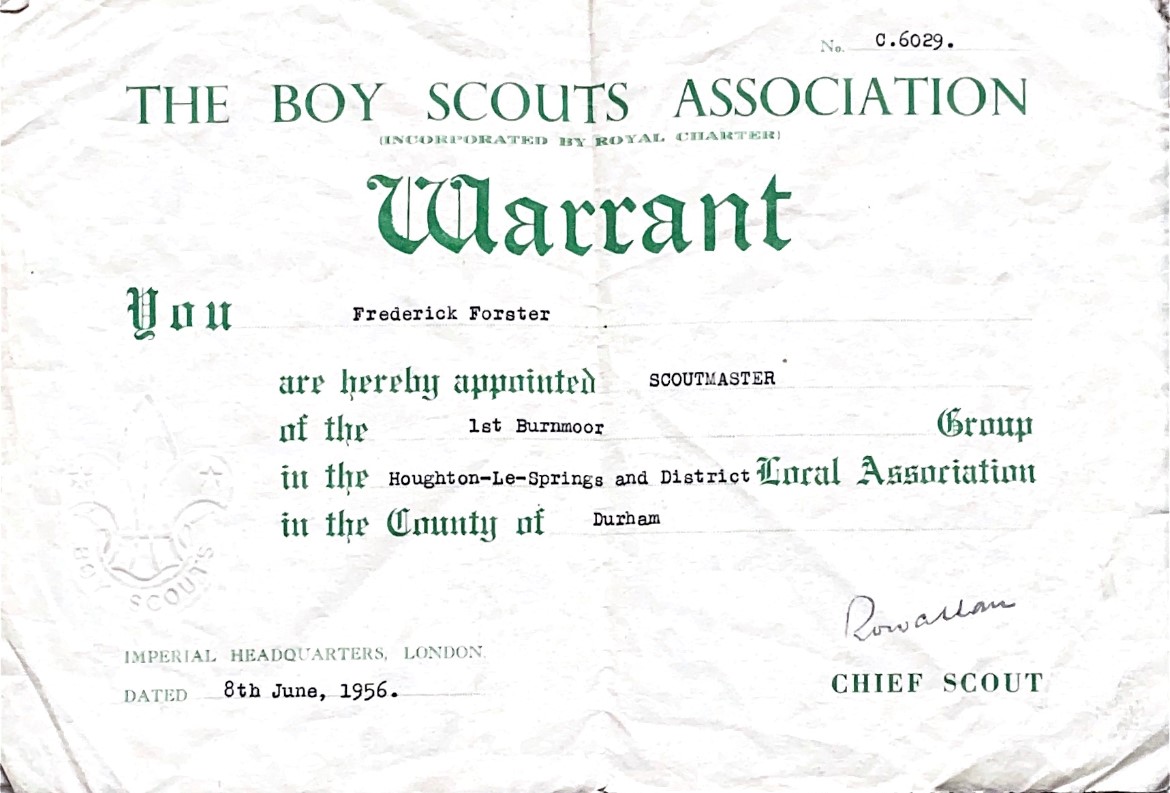 No. C.6029.
THE BOY SCOUTS ASSOCIATION
(INCORPORATED BY ROYAL CHARTER)
Warrant
You Frederick Forster
are hereby appointed SCOUTMASTER
of the 1st Burnmoor Group
in the Houghton-Le-Springs and District Local Association
in the County of Durham
BOY SCOUTS
Rowallan
IMPERIAL HEADQUARTERS, LONDON.
DATED 8th June, 1956.
CHIEF SCOUT